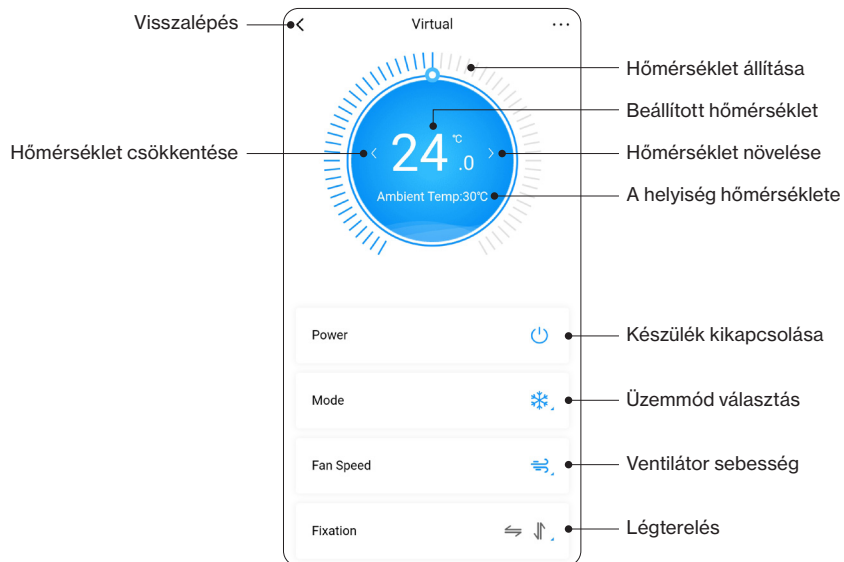 Visszalépés
Virtual
Hőmérséklet állítása
Beállított hőmérséklet
24.0 °C
Hőmérséklet csökkentése
Hőmérséklet növelése
Ambient Temp:30°C
A helyiség hőmérséklete
Power
Készülék kikapcsolása
Mode
Üzemmód választás
Fan Speed
Ventilátor sebesség
Fixation
Légterelés